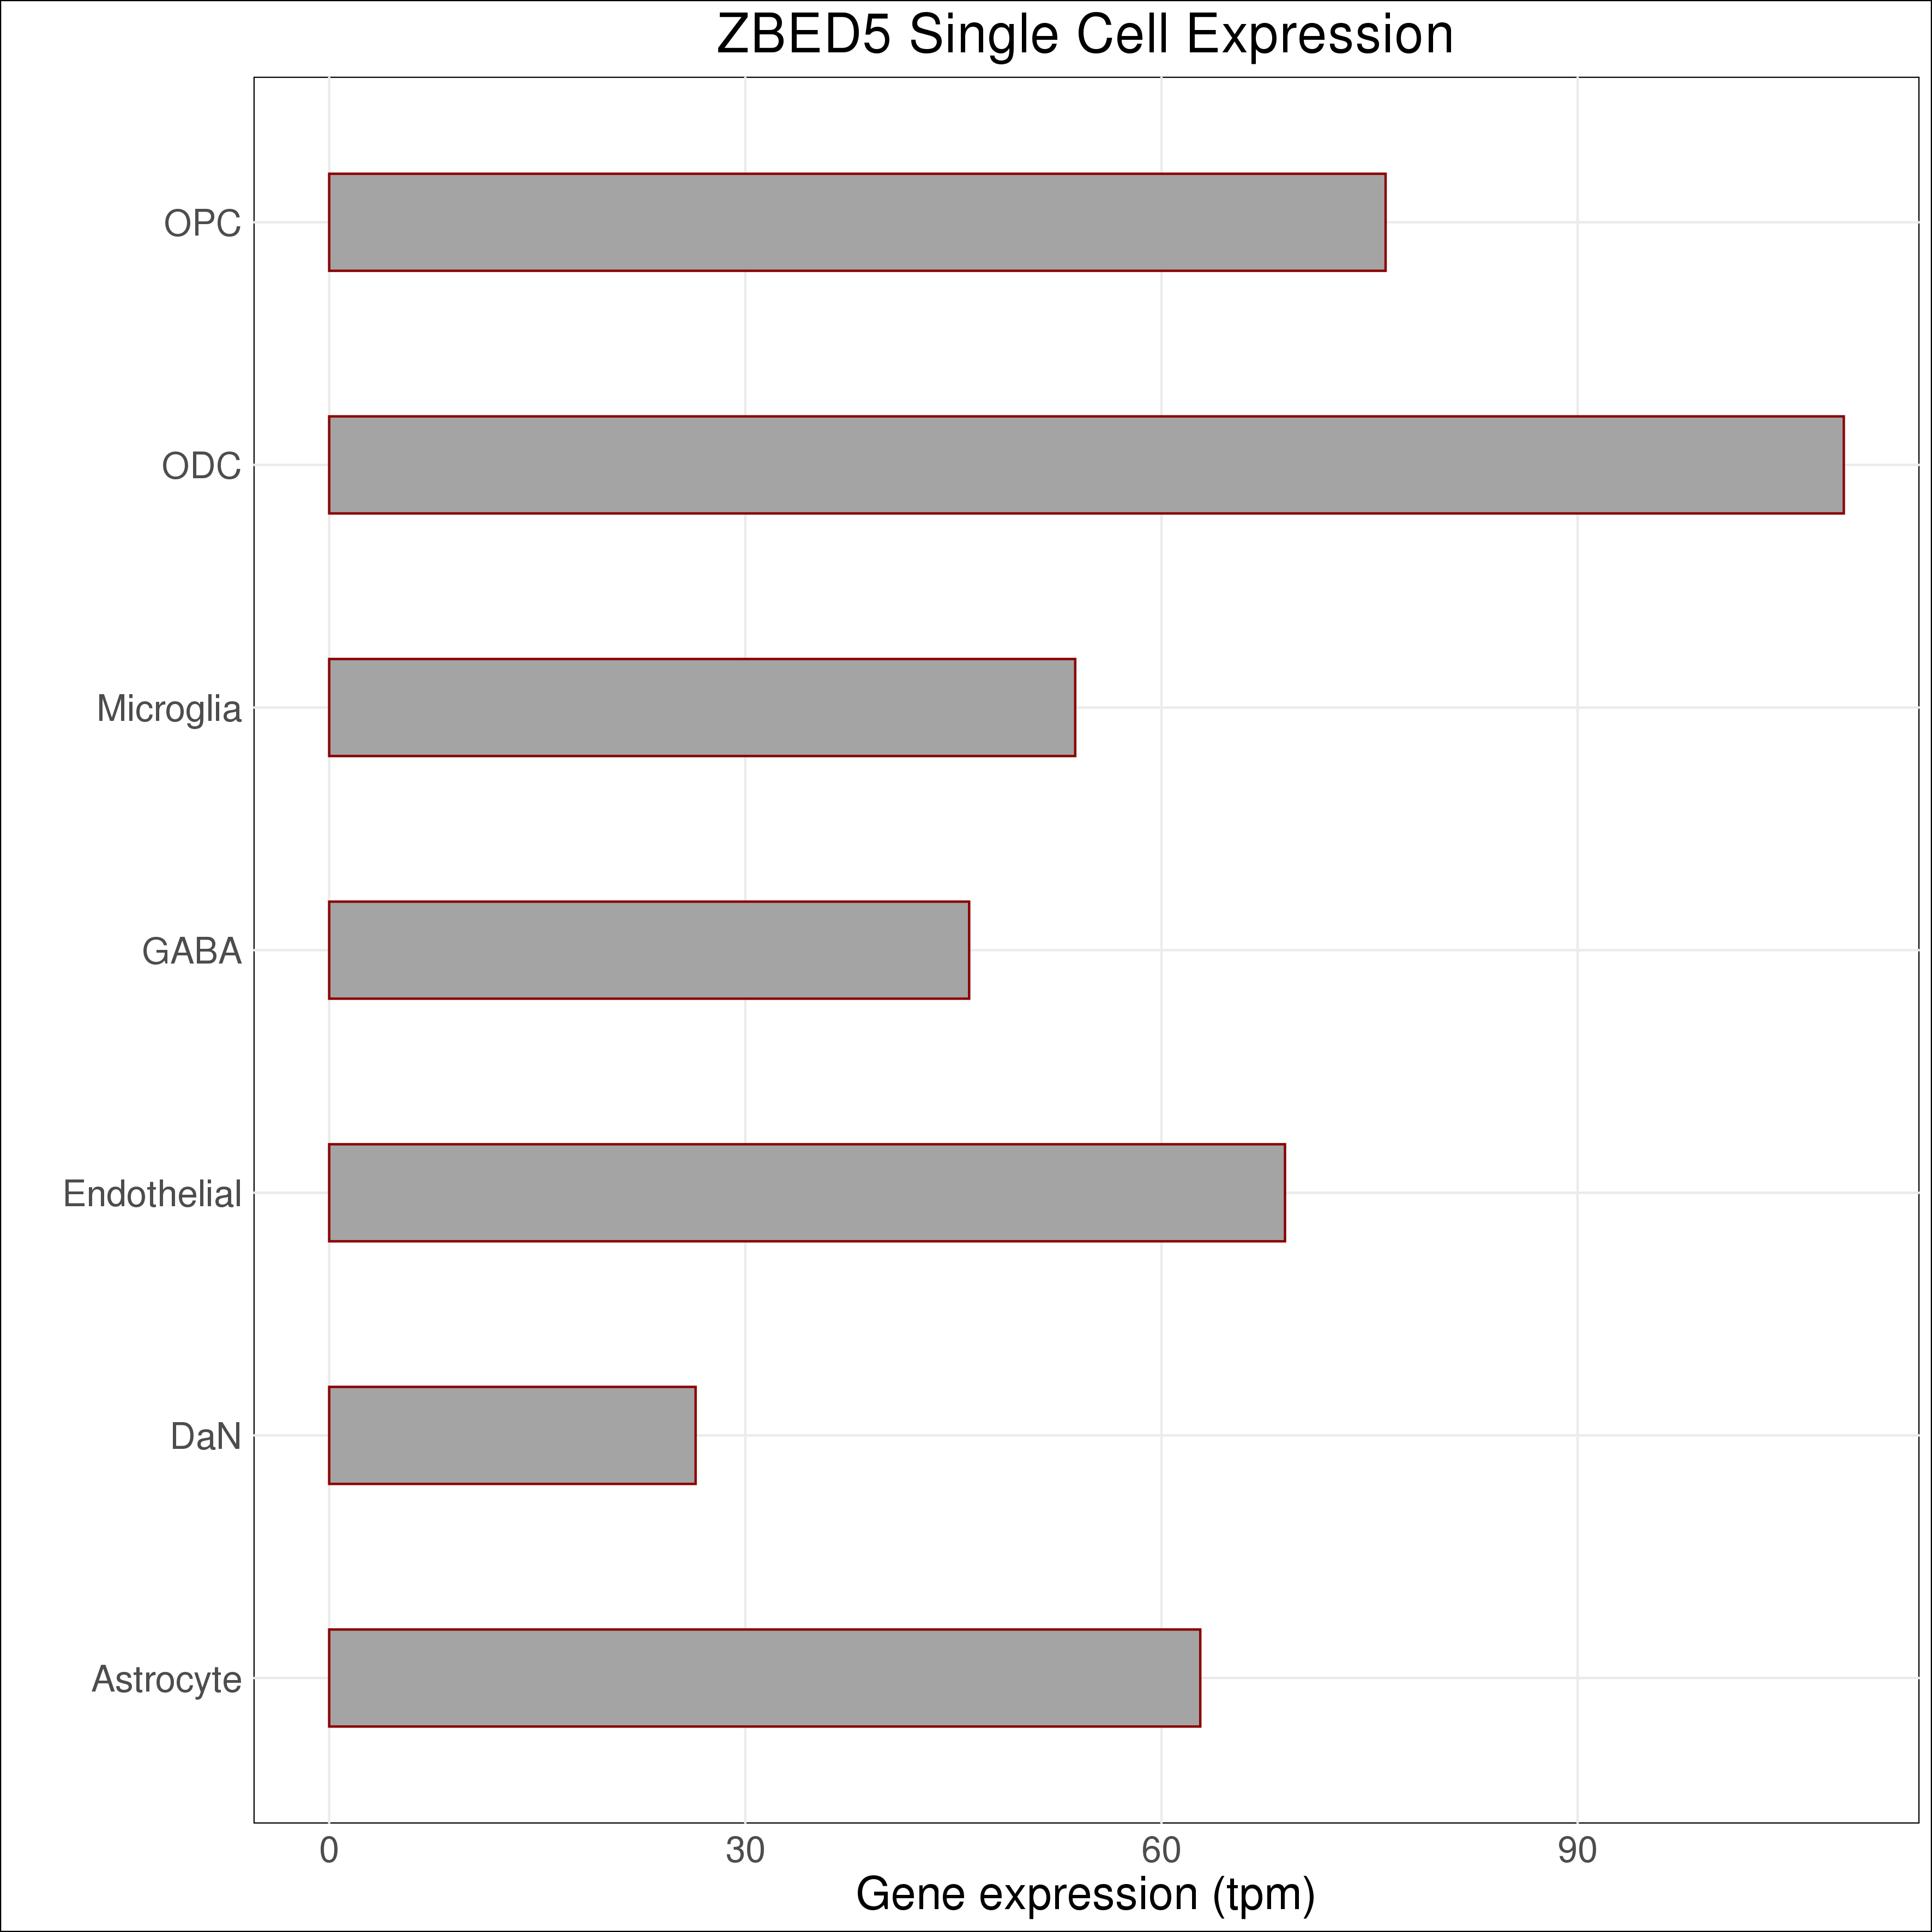 ZBED5 Single Cell Expression
OPC
ODC
Microglia
GABA
Endothelial
DaN
Astrocyte
0 30 60 90
Gene expression (tpm)